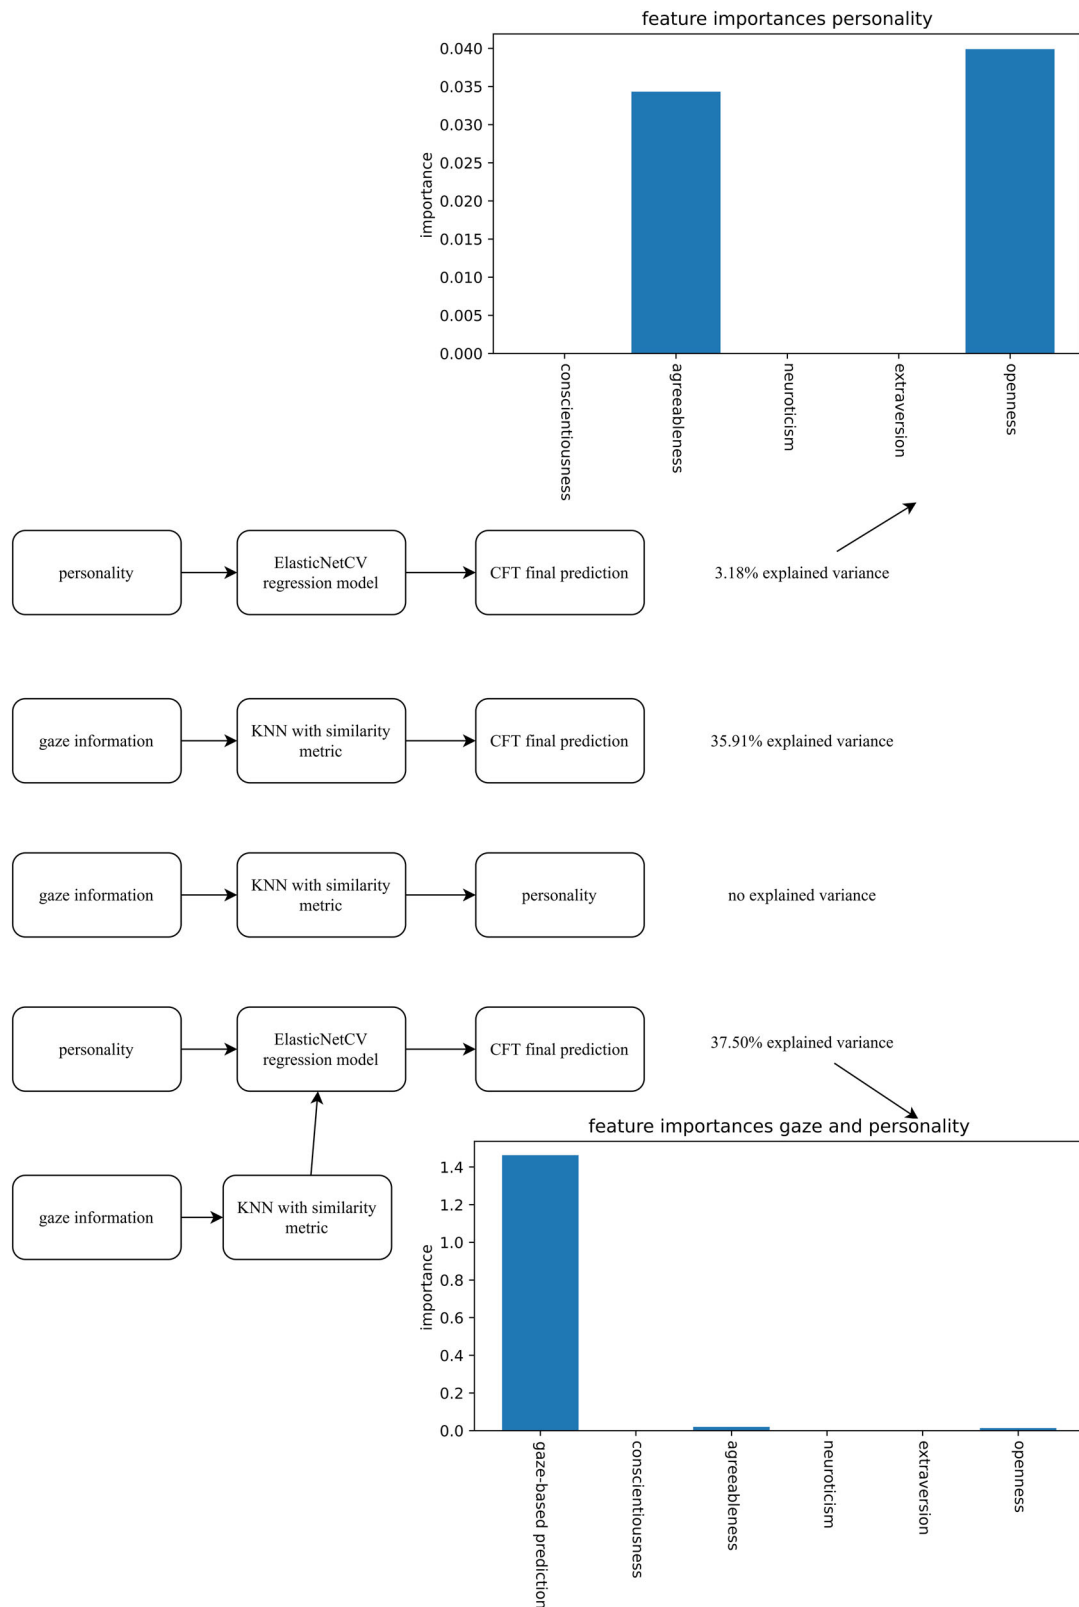 feature importances personality
0.040
0.035
0.030
0.025
0.020
0.015
0.010
0.005
0.000
importance
conscientiousness
agreeableness
neuroticism
extraversion
openness
personality
ElasticNetCV
regression model
CFT final prediction
3.18% explained variance
gaze information
KNN with similarity
metric
CFT final prediction
35.91% explained variance
gaze information
KNN with similarity
metric
personality
no explained variance
personality
ElasticNetCV
regression model
CFT final prediction
37.50% explained variance
gaze information
KNN with similarity
metric
feature importances gaze and personality
1.4
1.2
1.0
0.8
0.6
0.4
0.2
0.0
importance
gaze-based prediction
conscientiousness
agreeableness
neuroticism
extraversion
openness